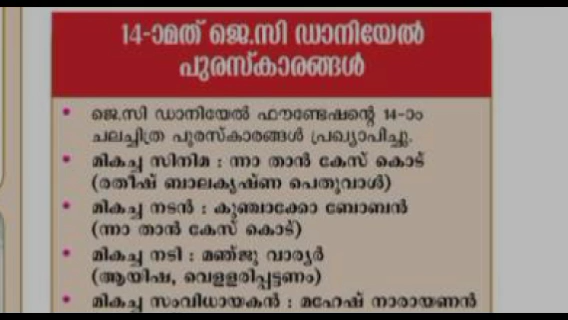 14-ാമത് ജെ.സി ഡാനിയേൽ
പുരസ്കാരങ്ങൾ
• ജെ.സി ഡാനിയേൽ ഫൗണ്ടേഷന്റെ 14-ാം
ചലച്ചിത്ര പുരസ്കാരങ്ങൾ പ്രഖ്യാപിച്ചു.
• മികച്ച സിനിമ : ന്നാ താൻ കേസ് കൊട്
(രതീഷ് ബാലകൃഷ്ണ പെതുവാൾ)
• മികച്ച നടൻ : കുഞ്ചാക്കോ ബോബൻ
(ന്നാ താൻ കേസ് കൊട്)
• മികച്ച നടി : മഞ്ജു വാര്യർ
(ആയിഷ, വെള്ളരിപ്പട്ടണം)
• മികച്ച സംവിധായകൻ : മഹേഷ് നാരായണൻ